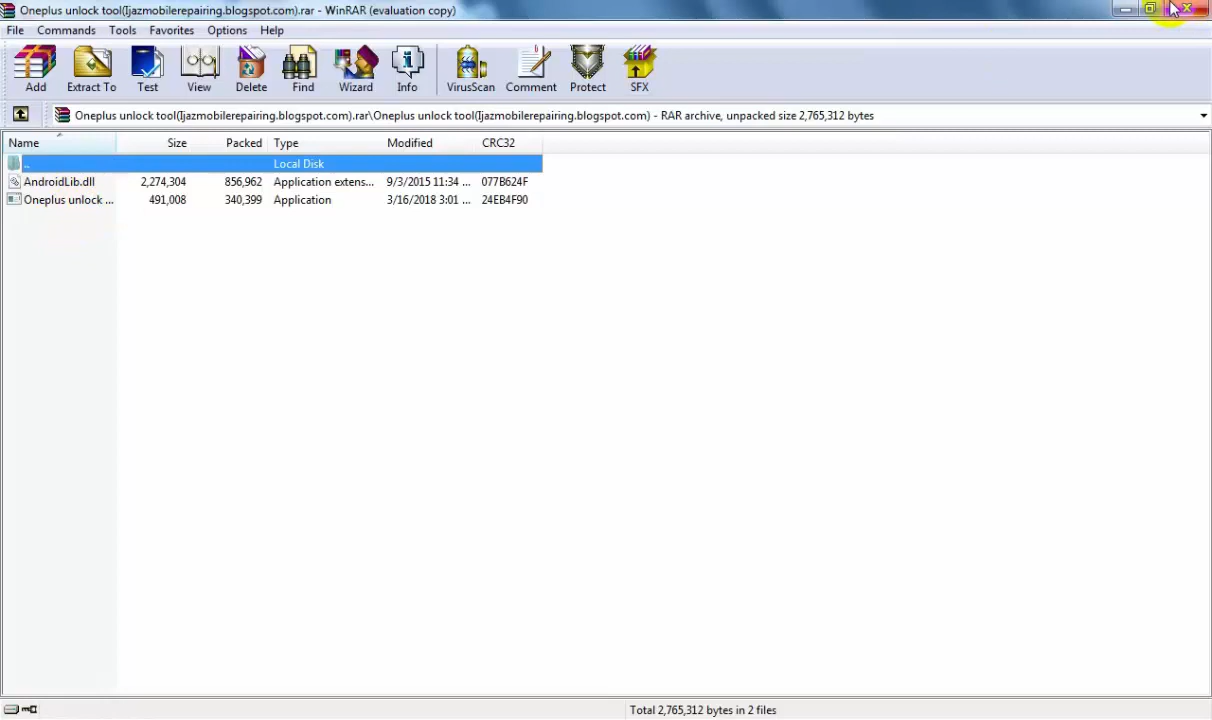 Oneplus unlock tool(Ijazmobilerepairing.blogspot.com).rar - WinRAR (evaluation copy)
File Commands Tools Favorites Options Help
Add Extract To Test View Delete Find Wizard Info VirusScan Comment Protect SFX
Oneplus unlock tool(Ijazmobilerepairing.blogspot.com).rar\Oneplus unlock tool(Ijazmobilerepairing.blogspot.com) - RAR archive, unpacked size 2,765,312 bytes
Name Size Packed Type Modified CRC32
.. Local Disk
AndroidLib.dll 2,274,304 856,962 Application extens... 9/3/2015 11:34 ... 077B624F
Oneplus unlock ... 491,008 340,399 Application 3/16/2018 3:01 ... 24EB4F90
Total 2,765,312 bytes in 2 files